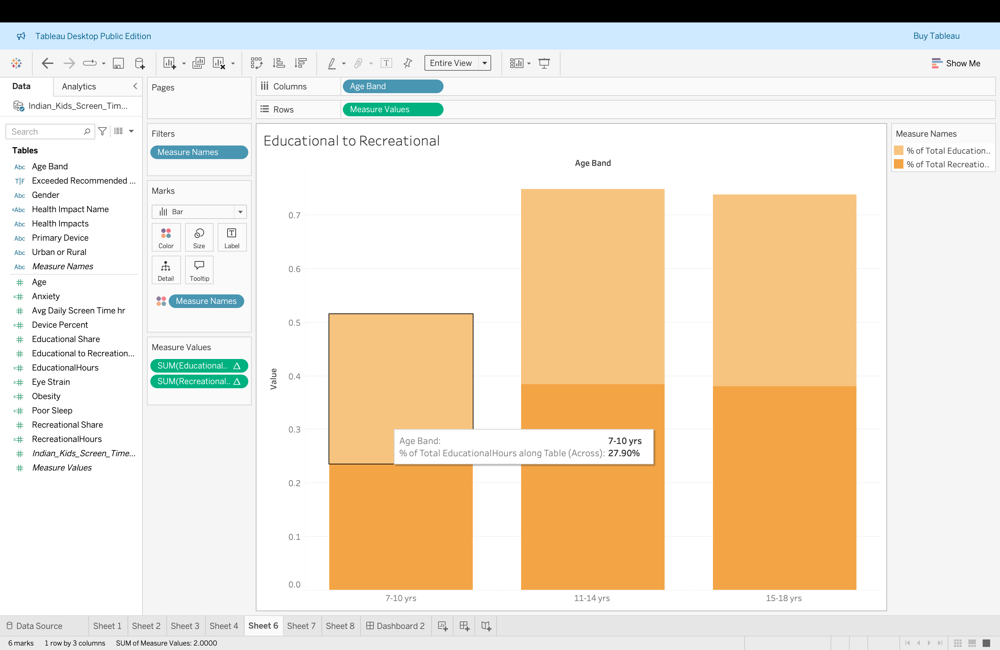 Tableau Desktop Public Edition
Buy Tableau
Entire View
Show Me
Data
Analytics
Indian_Kids_Screen_Tim...
Search
Tables
Abc Age Band
T|F Exceeded Recommended ...
Abc Gender
=Abc Health Impact Name
Abc Health Impacts
Abc Primary Device
Abc Urban or Rural
Abc Measure Names
# Age
=# Anxiety
# Avg Daily Screen Time hr
=# Device Percent
# Educational Share
# Educational to Recreation...
=# EducationalHours
=# Eye Strain
=# Obesity
=# Poor Sleep
# Recreational Share
=# RecreationalHours
# Indian_Kids_Screen_Time...
# Measure Values
Pages
Filters
Measure Names
Marks
Bar
Color
Size
Label
Detail
Tooltip
Measure Names
Measure Values
SUM(Educational.. Δ
SUM(Recreational.. Δ
Columns
Age Band
Rows
Measure Values
Educational to Recreational
Age Band
Value
0.7
0.6
0.5
0.4
0.3
0.2
0.1
0.0
Age Band: 7-10 yrs
% of Total EducationalHours along Table (Across): 27.90%
7-10 yrs
11-14 yrs
15-18 yrs
Measure Names
% of Total Education..
% of Total Recreatio..
Data Source
Sheet 1
Sheet 2
Sheet 3
Sheet 4
Sheet 6
Sheet 7
Sheet 8
Dashboard 2
6 marks
1 row by 3 columns
SUM of Measure Values: 2.0000